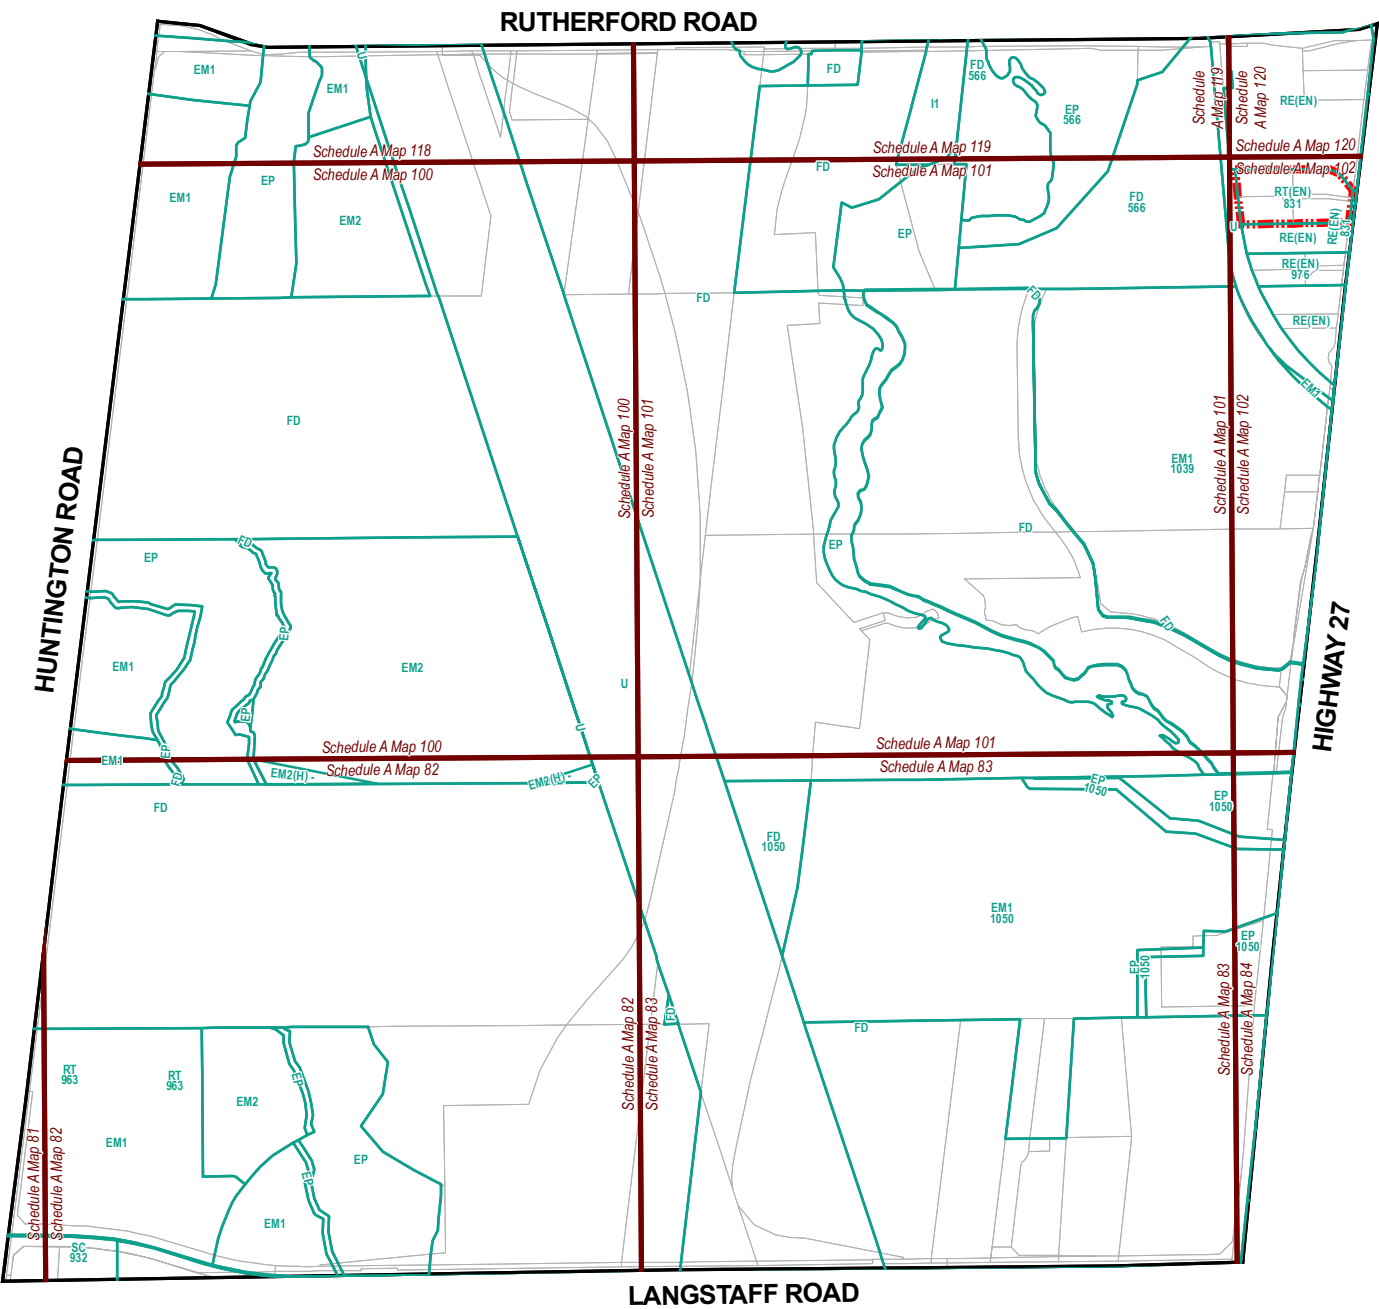 RUTHERFORD ROAD
EM1
EM1
U
FD
FD
566
I1
EP
566
Schedule
A Map 119
Schedule
A Map 120
RE(EN)
Schedule A Map 118
Schedule A Map 100
Schedule A Map 119
Schedule A Map 101
Schedule A Map 120
Schedule A Map 102
EM1
EP
EM2
FD
EP
FD
566
RT(EN)
831
U
RE(EN)
RE(EN)
831
RE(EN)
976
RE(EN)
FD
FD
EM3
FD
Schedule A Map 100
Schedule A Map 101
Schedule A Map 101
Schedule A Map 102
EM1
1039
HUNTINGTON ROAD
EP
FD
EP
FD
EP
EM1
EM2
U
FD
HIGHWAY 27
EP
U
EP
FD
EM1
Schedule A Map 100
Schedule A Map 82
Schedule A Map 101
Schedule A Map 83
EM2(H)
EM2(H)
EP
EP
1050
EP
1050
FD
FD
1050
EM1
1050
EP
1050
EP
1050
Schedule A Map 82
Schedule A Map 83
FD
FD
Schedule A Map 83
Schedule A Map 84
RT
963
RT
963
EM2
EP
EM1
EP
EP
EM1
Schedule A Map 81
Schedule A Map 82
SC
932
LANGSTAFF ROAD